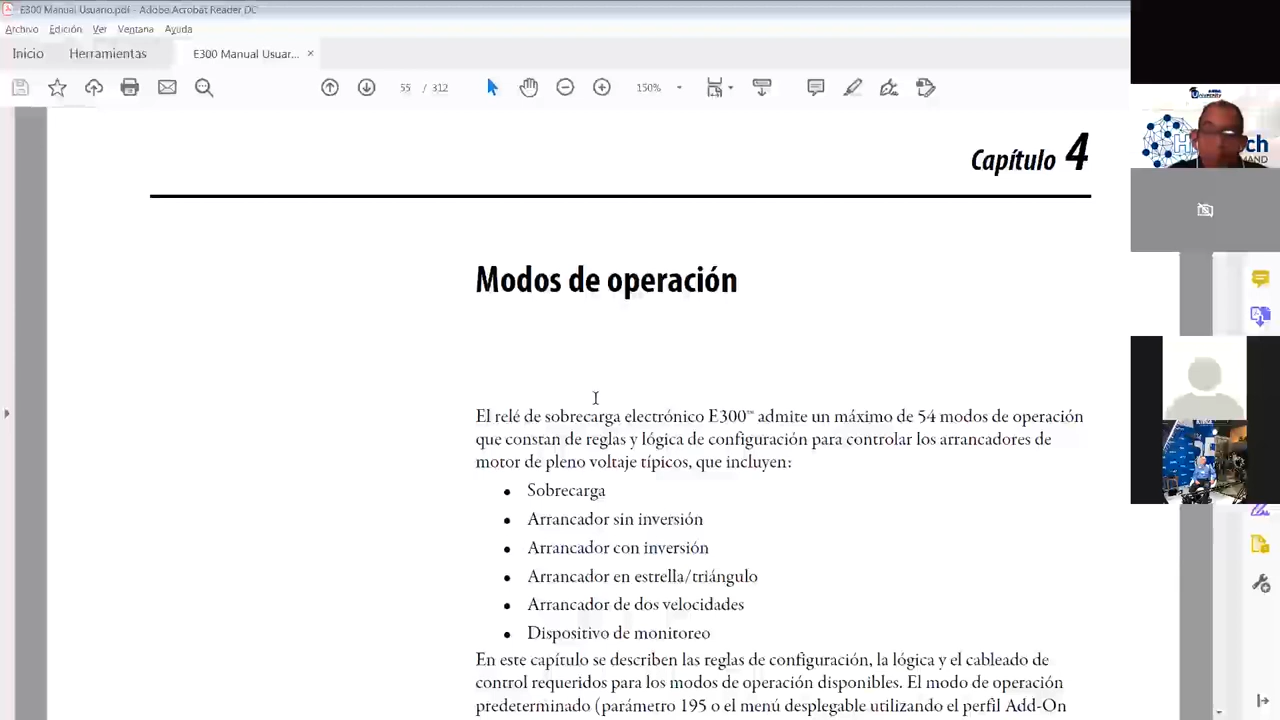 E300 Manual Usuario.pdf - Adobe Acrobat Reader DC
Archivo Edición Ver Ventana Ayuda
Inicio Herramientas E300 Manual Usuar... ×
55 / 312 150%
Capítulo 4
Modos de operación
El relé de sobrecarga electrónico E300™ admite un máximo de 54 modos de operación
que constan de reglas y lógica de configuración para controlar los arrancadores de
motor de pleno voltaje típicos, que incluyen:
• Sobrecarga
• Arrancador sin inversión
• Arrancador con inversión
• Arrancador en estrella/triángulo
• Arrancador de dos velocidades
• Dispositivo de monitoreo
En este capítulo se describen las reglas de configuración, la lógica y el cableado de
control requeridos para los modos de operación disponibles. El modo de operación
predeterminado (parámetro 195 o el menú desplegable utilizando el perfil Add-On
University